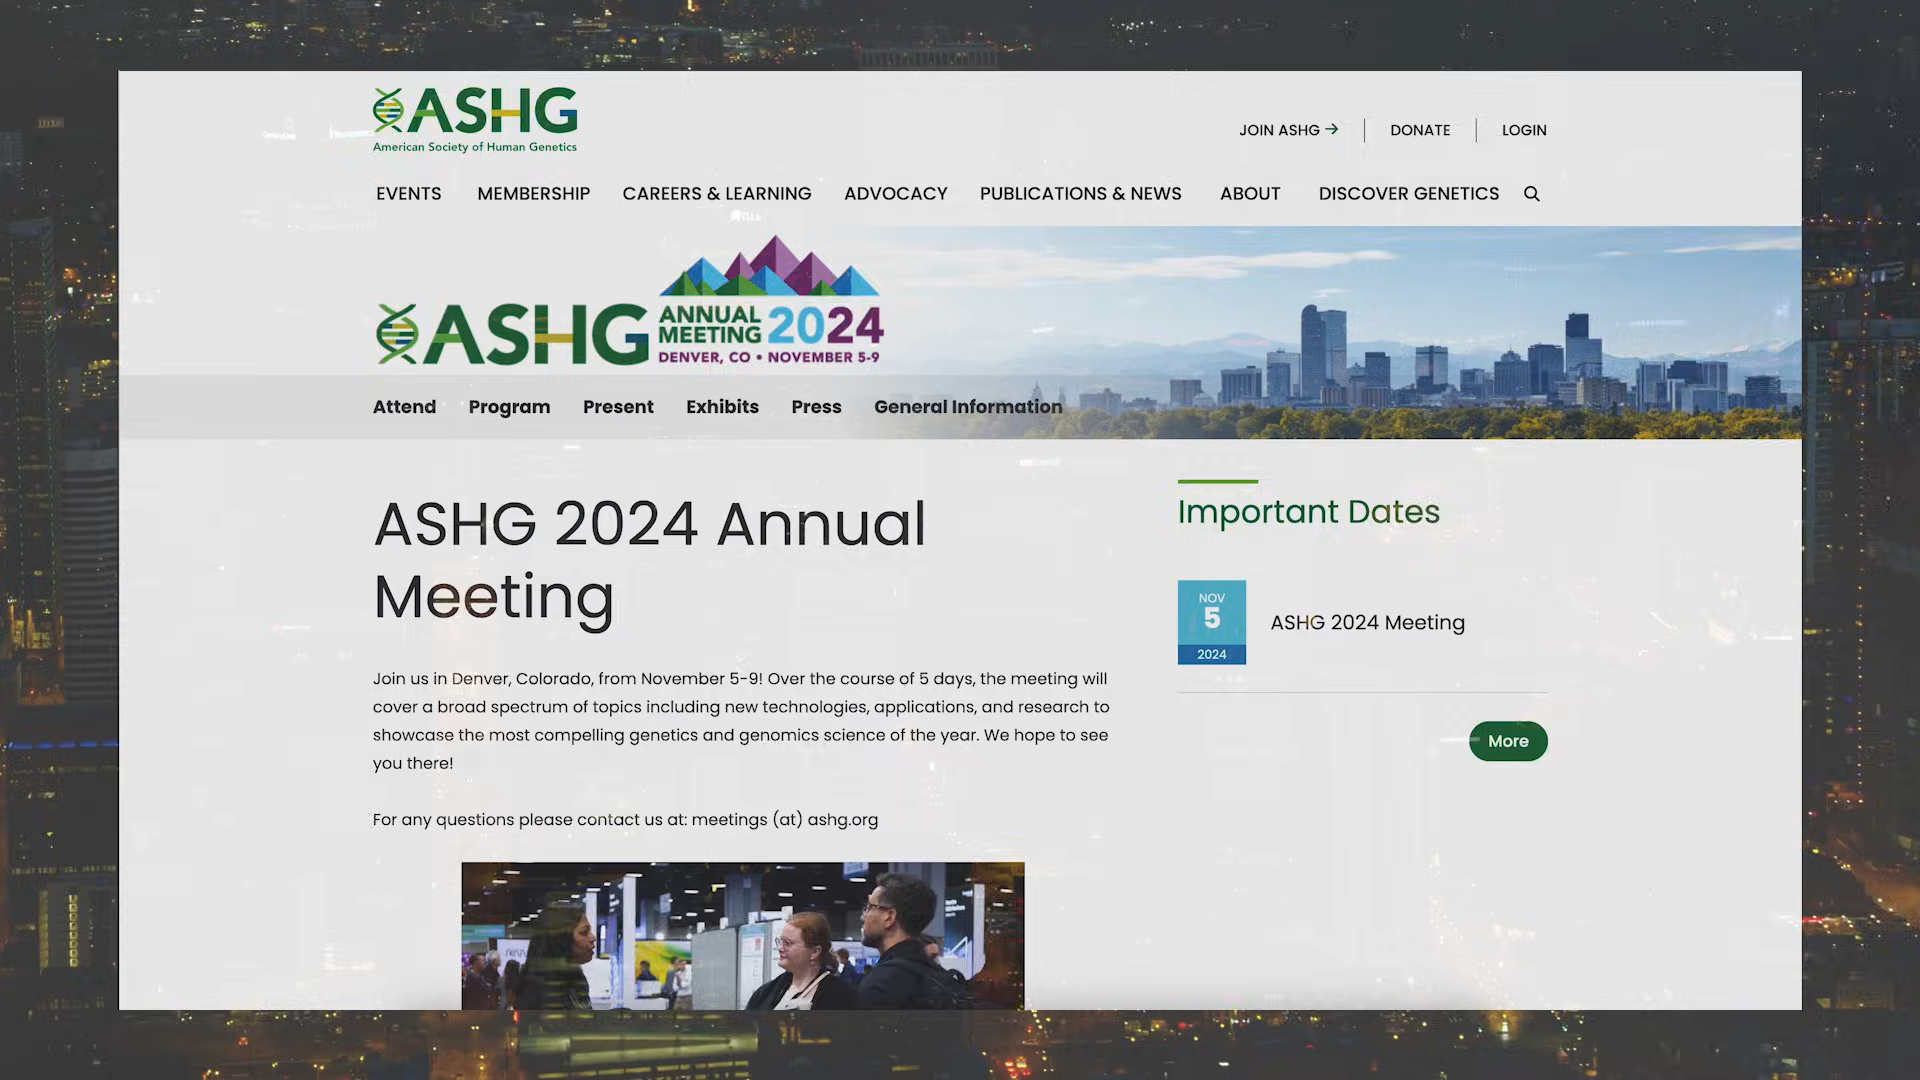 ASHG
American Society of Human Genetics
JOIN ASHG → DONATE LOGIN
EVENTS MEMBERSHIP CAREERS & LEARNING ADVOCACY PUBLICATIONS & NEWS ABOUT DISCOVER GENETICS
ASHG ANNUAL MEETING 2024
DENVER, CO • NOVEMBER 5-9
Attend Program Present Exhibits Press General Information
ASHG 2024 Annual
Meeting
Join us in Denver, Colorado, from November 5-9! Over the course of 5 days, the meeting will
cover a broad spectrum of topics including new technologies, applications, and research to
showcase the most compelling genetics and genomics science of the year. We hope to see
you there!
For any questions please contact us at: meetings (at) ashg.org
Important Dates
NOV
5
2024
ASHG 2024 Meeting
More